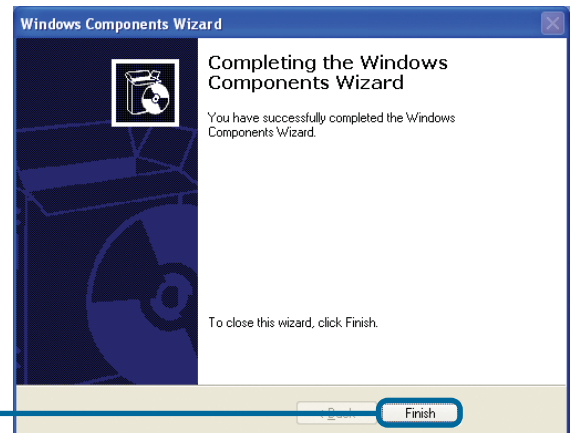 Windows Components Wizard
Completing the Windows
Components Wizard
You have successfully completed the Windows
Components Wizard.
To close this wizard, click Finish.
< Back
Finish